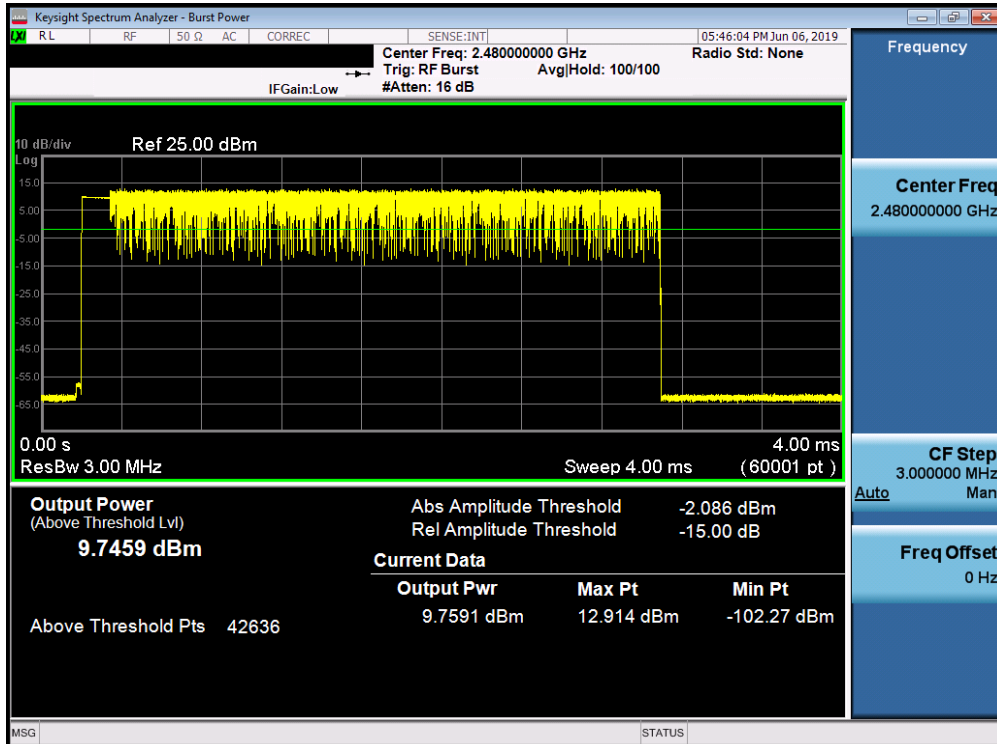 Keysight Spectrum Analyzer - Burst Power
LXI RL RF 50 Ω AC CORREC SENSE:INT 05:46:04 PM Jun 06, 2019
Center Freq: 2.480000000 GHz Radio Std: None
Trig: RF Burst Avg|Hold: 100/100
IFGain:Low #Atten: 16 dB
10 dB/div Ref 25.00 dBm
Log
15.0
5.00
-5.00
-15.0
-25.0
-35.0
-45.0
-55.0
-65.0
0.00 s 4.00 ms
ResBw 3.00 MHz Sweep 4.00 ms (60001 pt)
Output Power
(Above Threshold Lvl)
9.7459 dBm
Above Threshold Pts 42636
Abs Amplitude Threshold -2.086 dBm
Rel Amplitude Threshold -15.00 dB
Current Data
Output Pwr Max Pt Min Pt
9.7591 dBm 12.914 dBm -102.27 dBm
Frequency
Center Freq
2.480000000 GHz
CF Step
3.000000 MHz
Auto Man
Freq Offset
0 Hz
MSG STATUS